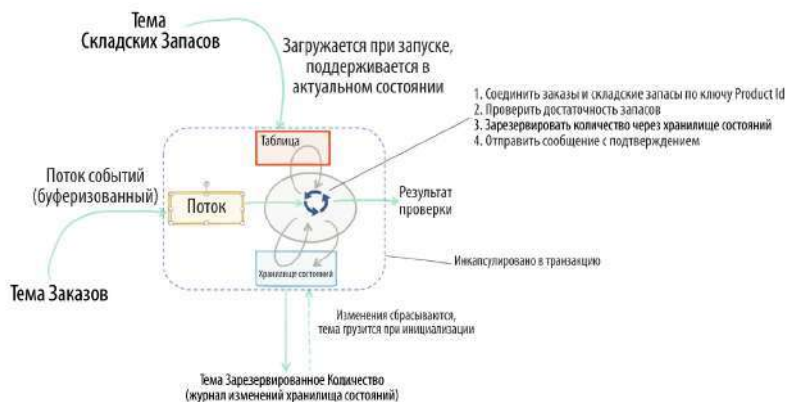 Тема
Складских Запасов
Загружается при запуске,
поддерживается в
актуальном состоянии
1. Соединить заказы и складские запасы по ключу Product Id
2. Проверить достаточность запасов
3. Зарезервировать количество через хранилище состояний
4. Отправить сообщение с подтверждением
Таблица
Поток событий
(буферизованный)
Поток
Результат
проверки
Хранилище состояний
Инкапсулировано в транзакцию
Тема Заказов
Изменения сбрасываются,
тема грузится при инициализации
Тема Зарезервированное Количество
(журнал изменений хранилища состояний)